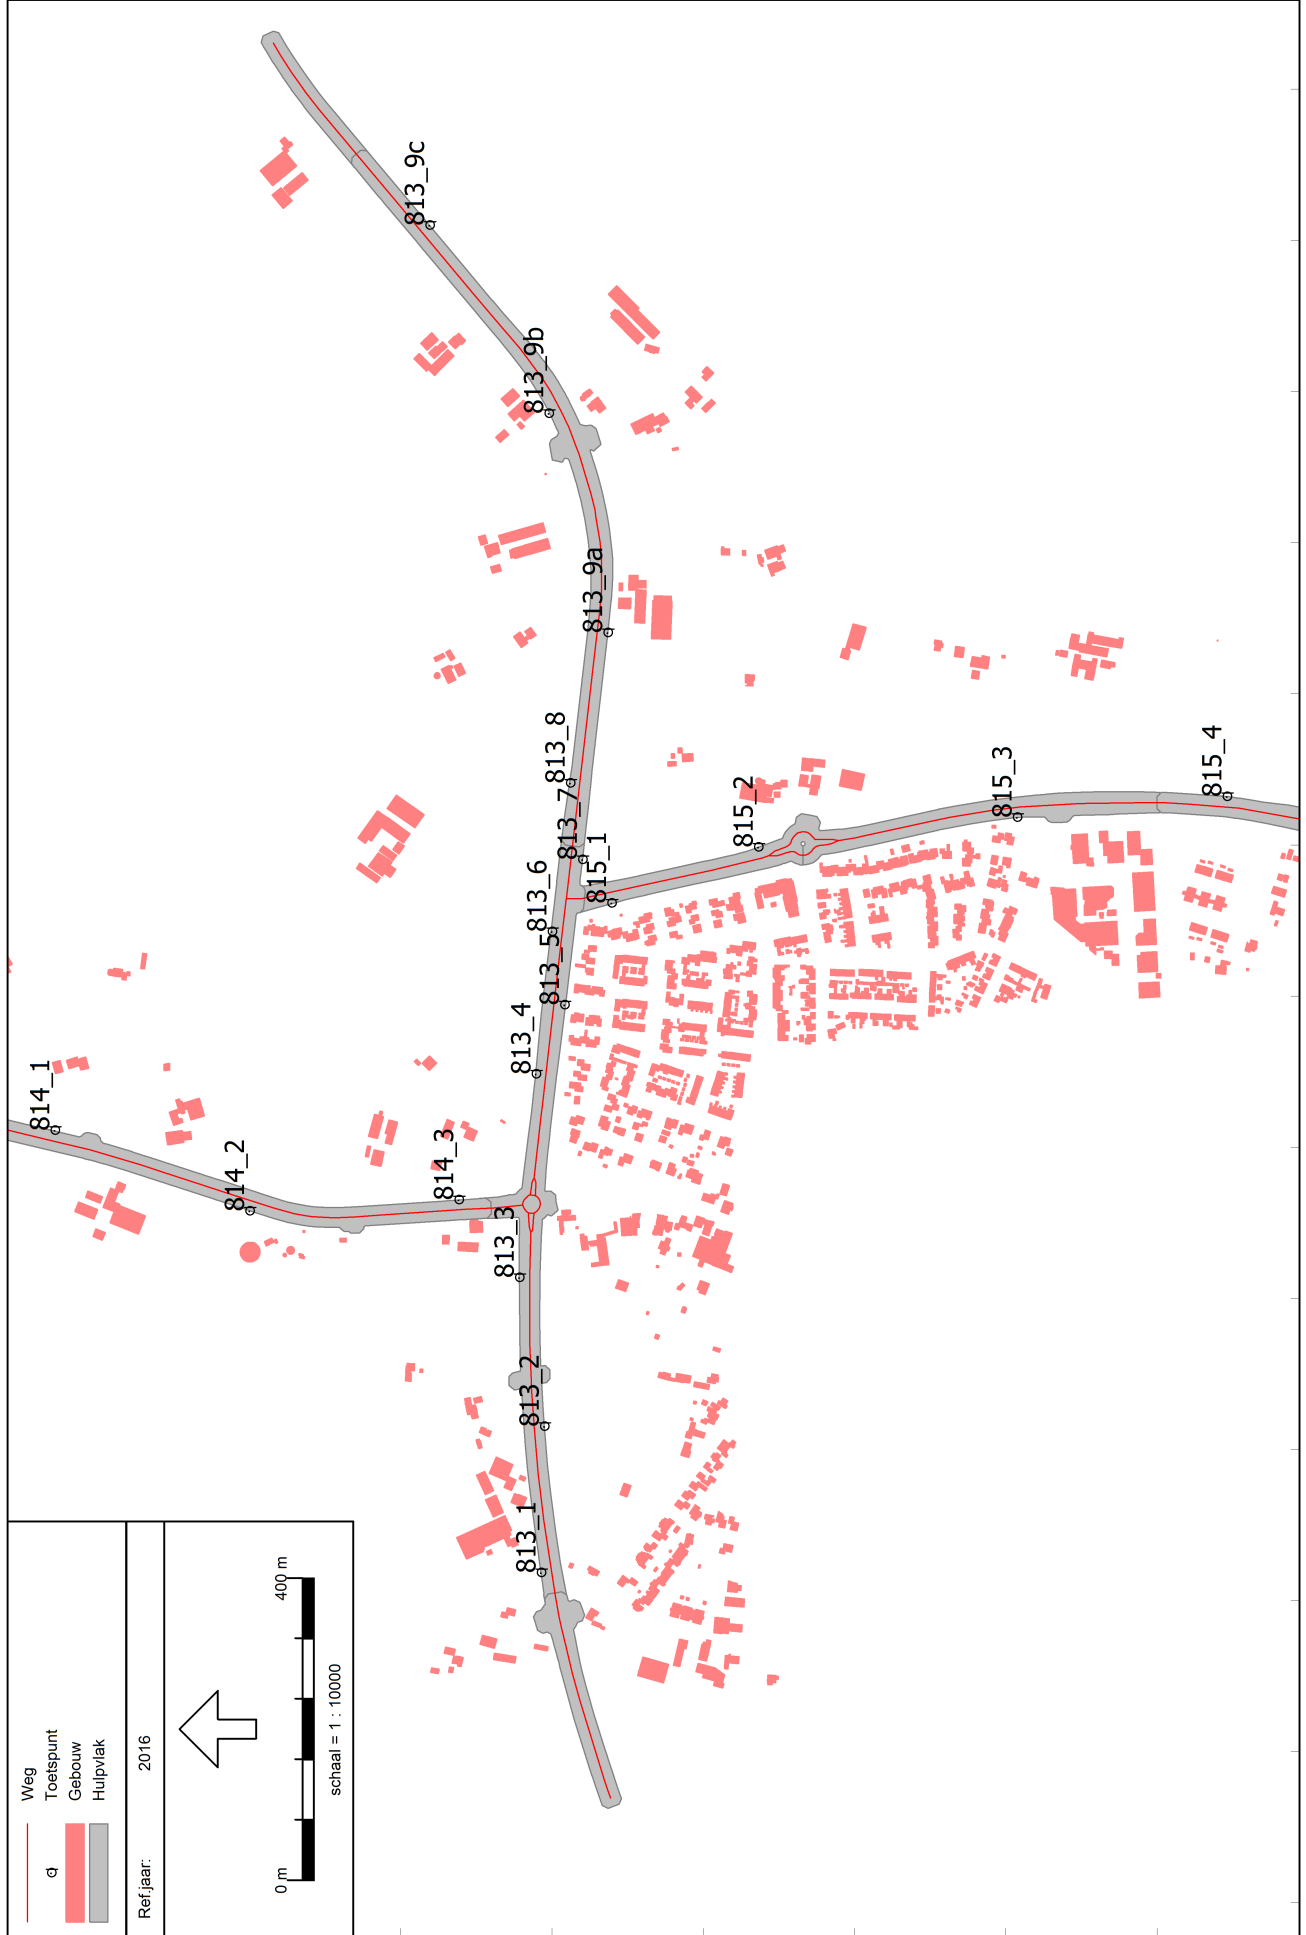 Weg
Toetspunt
Gebouw
Hulpvlak
Ref.jaar: 2016
0 m 400 m
schaal = 1 : 10000
814_1
814_2
814_3
813_1
813_2
813_3
813_4
813_5
813_6
813_7
813_8
813_9a
813_9b
813_9c
815_1
815_2
815_3
815_4